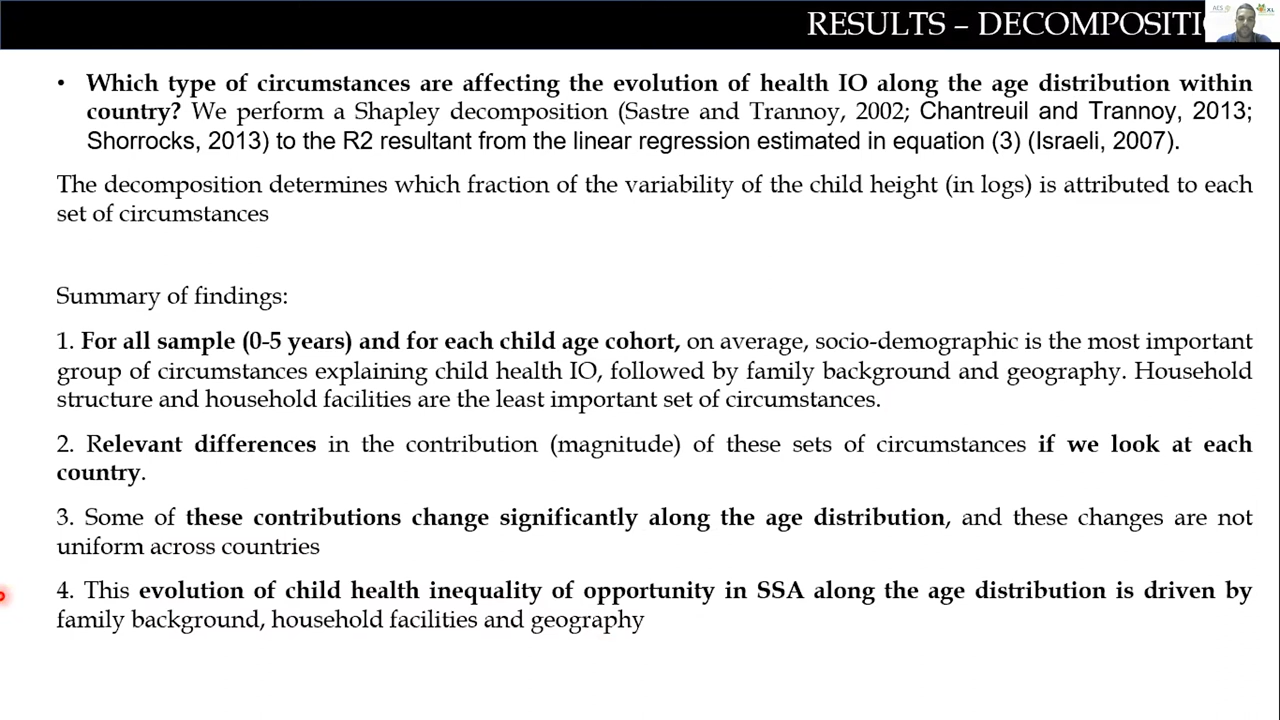 RESULTS – DECOMPOSITI
AES
XL
• Which type of circumstances are affecting the evolution of health IO along the age distribution within
country? We perform a Shapley decomposition (Sastre and Trannoy, 2002; Chantreuil and Trannoy, 2013;
Shorrocks, 2013) to the R2 resultant from the linear regression estimated in equation (3) (Israeli, 2007).
The decomposition determines which fraction of the variability of the child height (in logs) is attributed to each
set of circumstances
Summary of findings:
1. For all sample (0-5 years) and for each child age cohort, on average, socio-demographic is the most important
group of circumstances explaining child health IO, followed by family background and geography. Household
structure and household facilities are the least important set of circumstances.
2. Relevant differences in the contribution (magnitude) of these sets of circumstances if we look at each
country.
3. Some of these contributions change significantly along the age distribution, and these changes are not
uniform across countries
4. This evolution of child health inequality of opportunity in SSA along the age distribution is driven by
family background, household facilities and geography